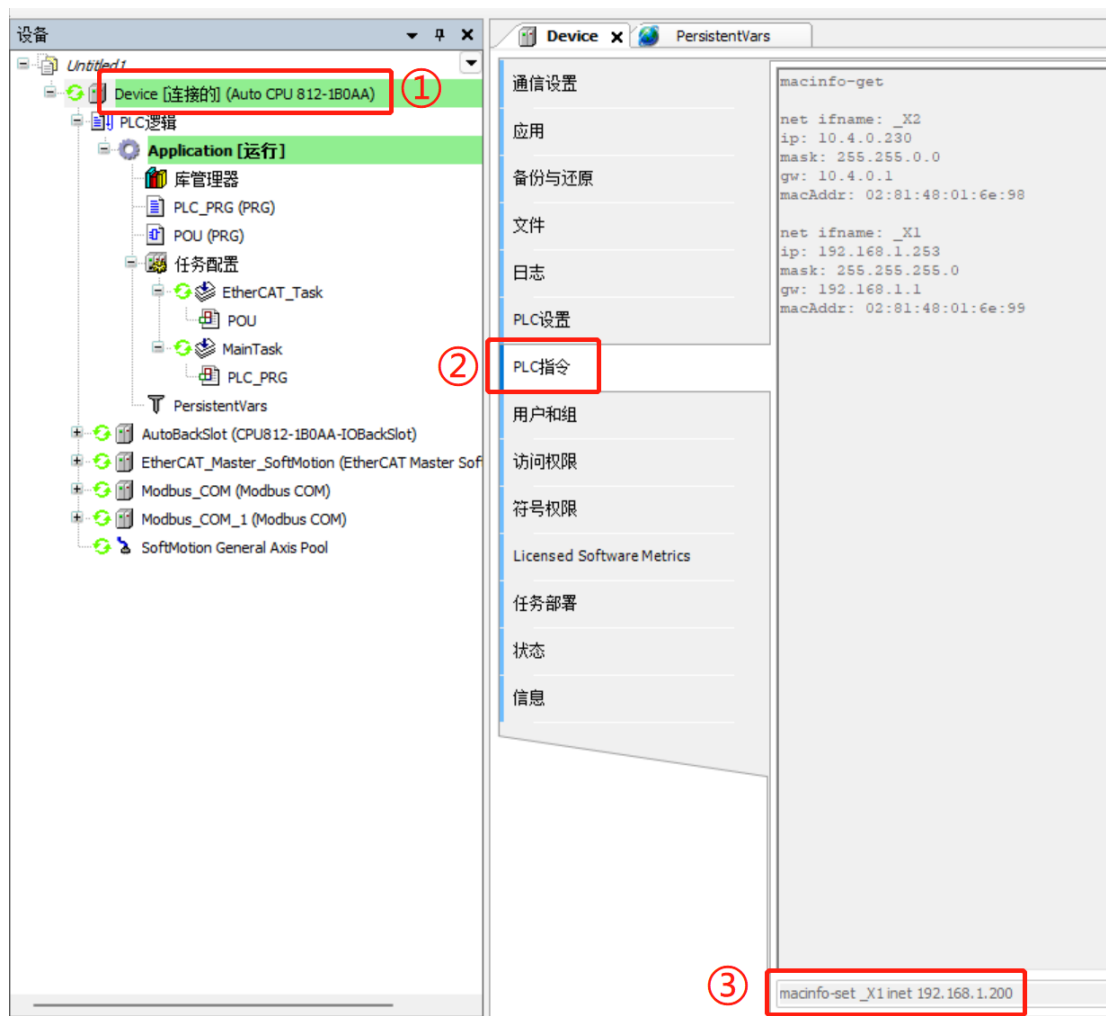 设备
Untitled1
Device [连接的] (Auto CPU 812-1B0AA)
①
PLC逻辑
Application [运行]
库管理器
PLC_PRG (PRG)
POU (PRG)
任务配置
EtherCAT_Task
POU
MainTask
PLC_PRG
PersistentVars
AutoBackSlot (CPU812-1B0AA-IOBackSlot)
EtherCAT_Master_SoftMotion (EtherCAT Master Sof
Modbus_COM (Modbus COM)
Modbus_COM_1 (Modbus COM)
SoftMotion General Axis Pool
Device
PersistentVars
通信设置
应用
备份与还原
文件
日志
PLC设置
②
PLC指令
用户和组
访问权限
符号权限
Licensed Software Metrics
任务部署
状态
信息
macinfo-get
net ifname: _X2
ip: 10.4.0.230
mask: 255.255.0.0
gw: 10.4.0.1
macAddr: 02:81:48:01:6e:98
net ifname: _X1
ip: 192.168.1.253
mask: 255.255.255.0
gw: 192.168.1.1
macAddr: 02:81:48:01:6e:99
③
macinfo-set _X1 inet 192.168.1.200